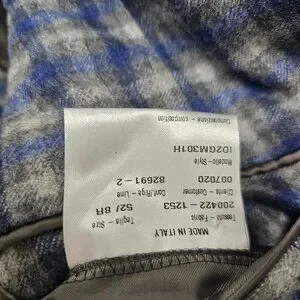 MADE IN ITALY
Tessuto - Fabric Taglia - Size
200422-1253 52/ 8R
Cliente - Customer Cart/Riga - Line
007020 82691 - 2
Modello - Style
ID2GM301H
Composizione - composition